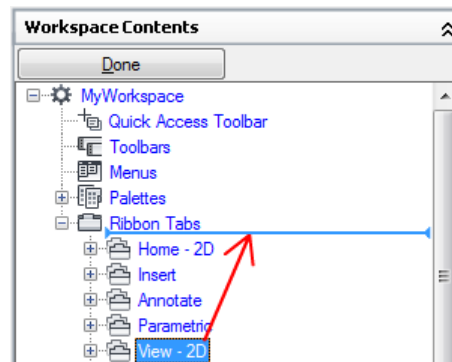 Workspace Contents
Done
MyWorkspace
Quick Access Toolbar
Toolbars
Menus
Palettes
Ribbon Tabs
Home - 2D
Insert
Annotate
Parametric
View - 2D